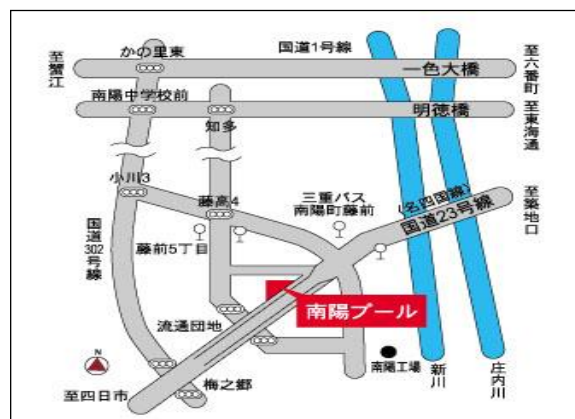 かの里東
国道1号線
至蟹江
一色大橋
至六番町
南陽中学校前
知多
明徳橋
至東海通
小川3
藤高4
三重バス
南陽町藤前
(名四国線)
国道23号線
至築地口
国道302号線
藤前5丁目
南陽プール
流通団地
南陽工場
新川
庄内川
N
至四日市
梅之郷